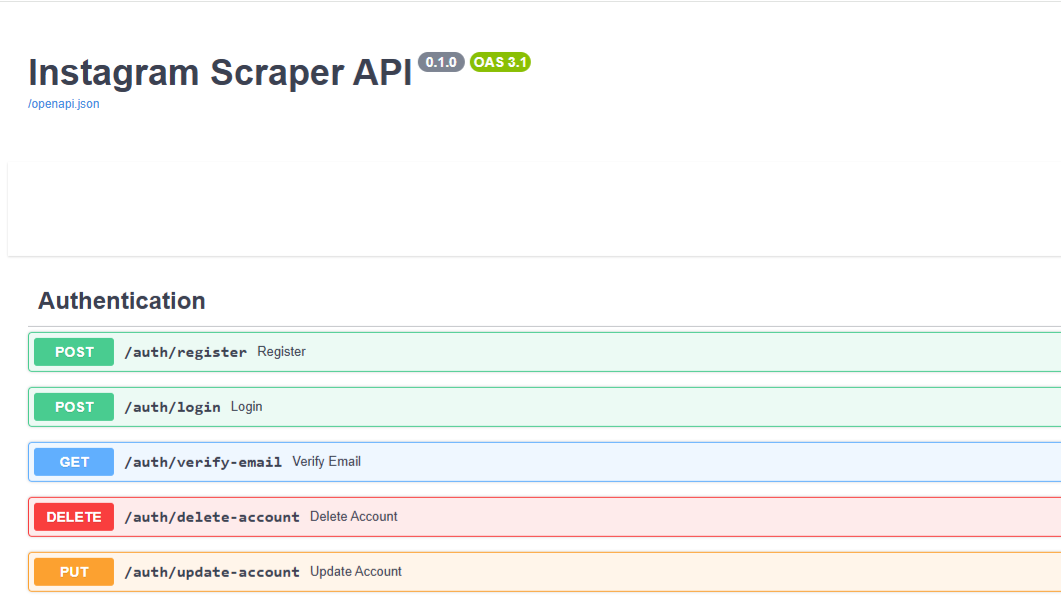 Instagram Scraper API 0.1.0 OAS 3.1
/openapi.json
Authentication
POST /auth/register Register
POST /auth/login Login
GET /auth/verify-email Verify Email
DELETE /auth/delete-account Delete Account
PUT /auth/update-account Update Account